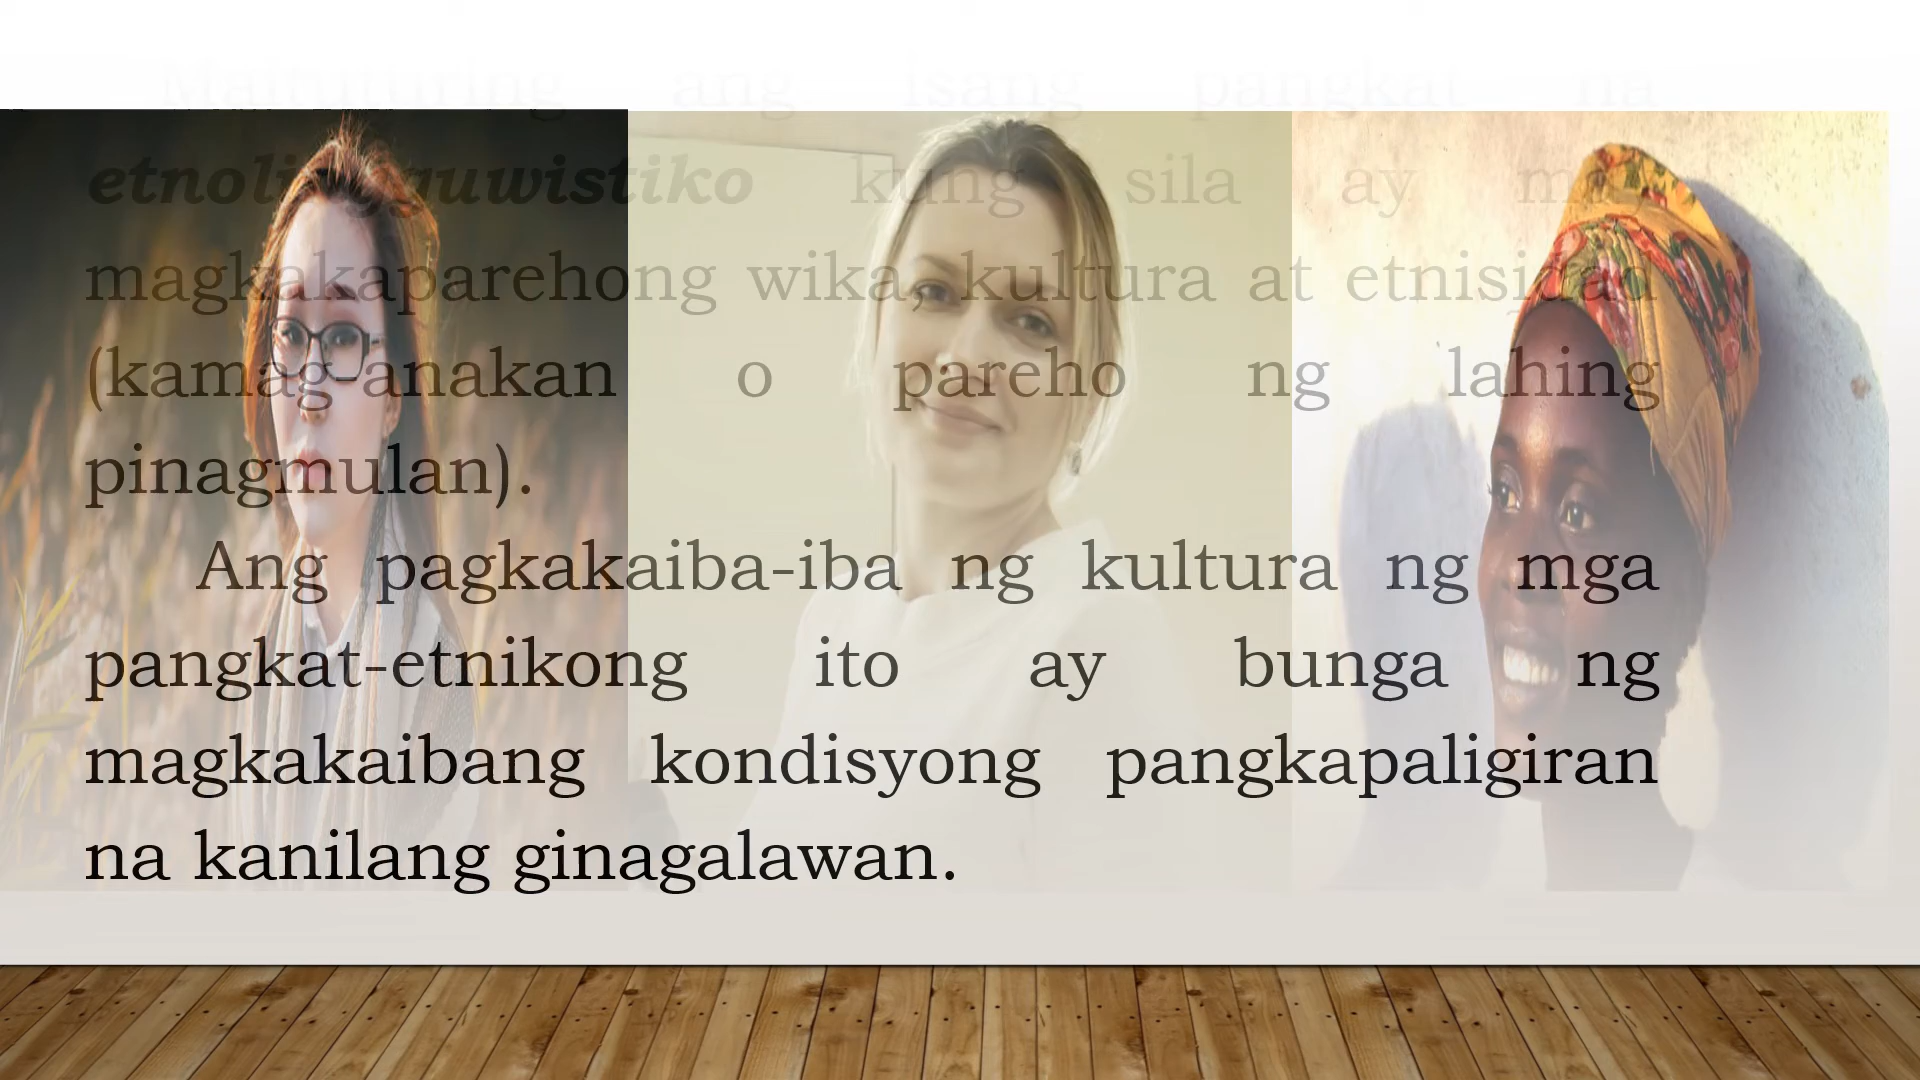 Maituturing ang isang pangkat na
etnolingguwistiko kung sila ay may
magkakaparehong wika, kultura at etnisidad
(kamag-anakan o pareho ng lahing
pinagmulan).
Ang pagkakaiba-iba ng kultura ng mga
pangkat-etnikong ito ay bunga ng
magkakaibang kondisyong pangkapaligiran
na kanilang ginagalawan.